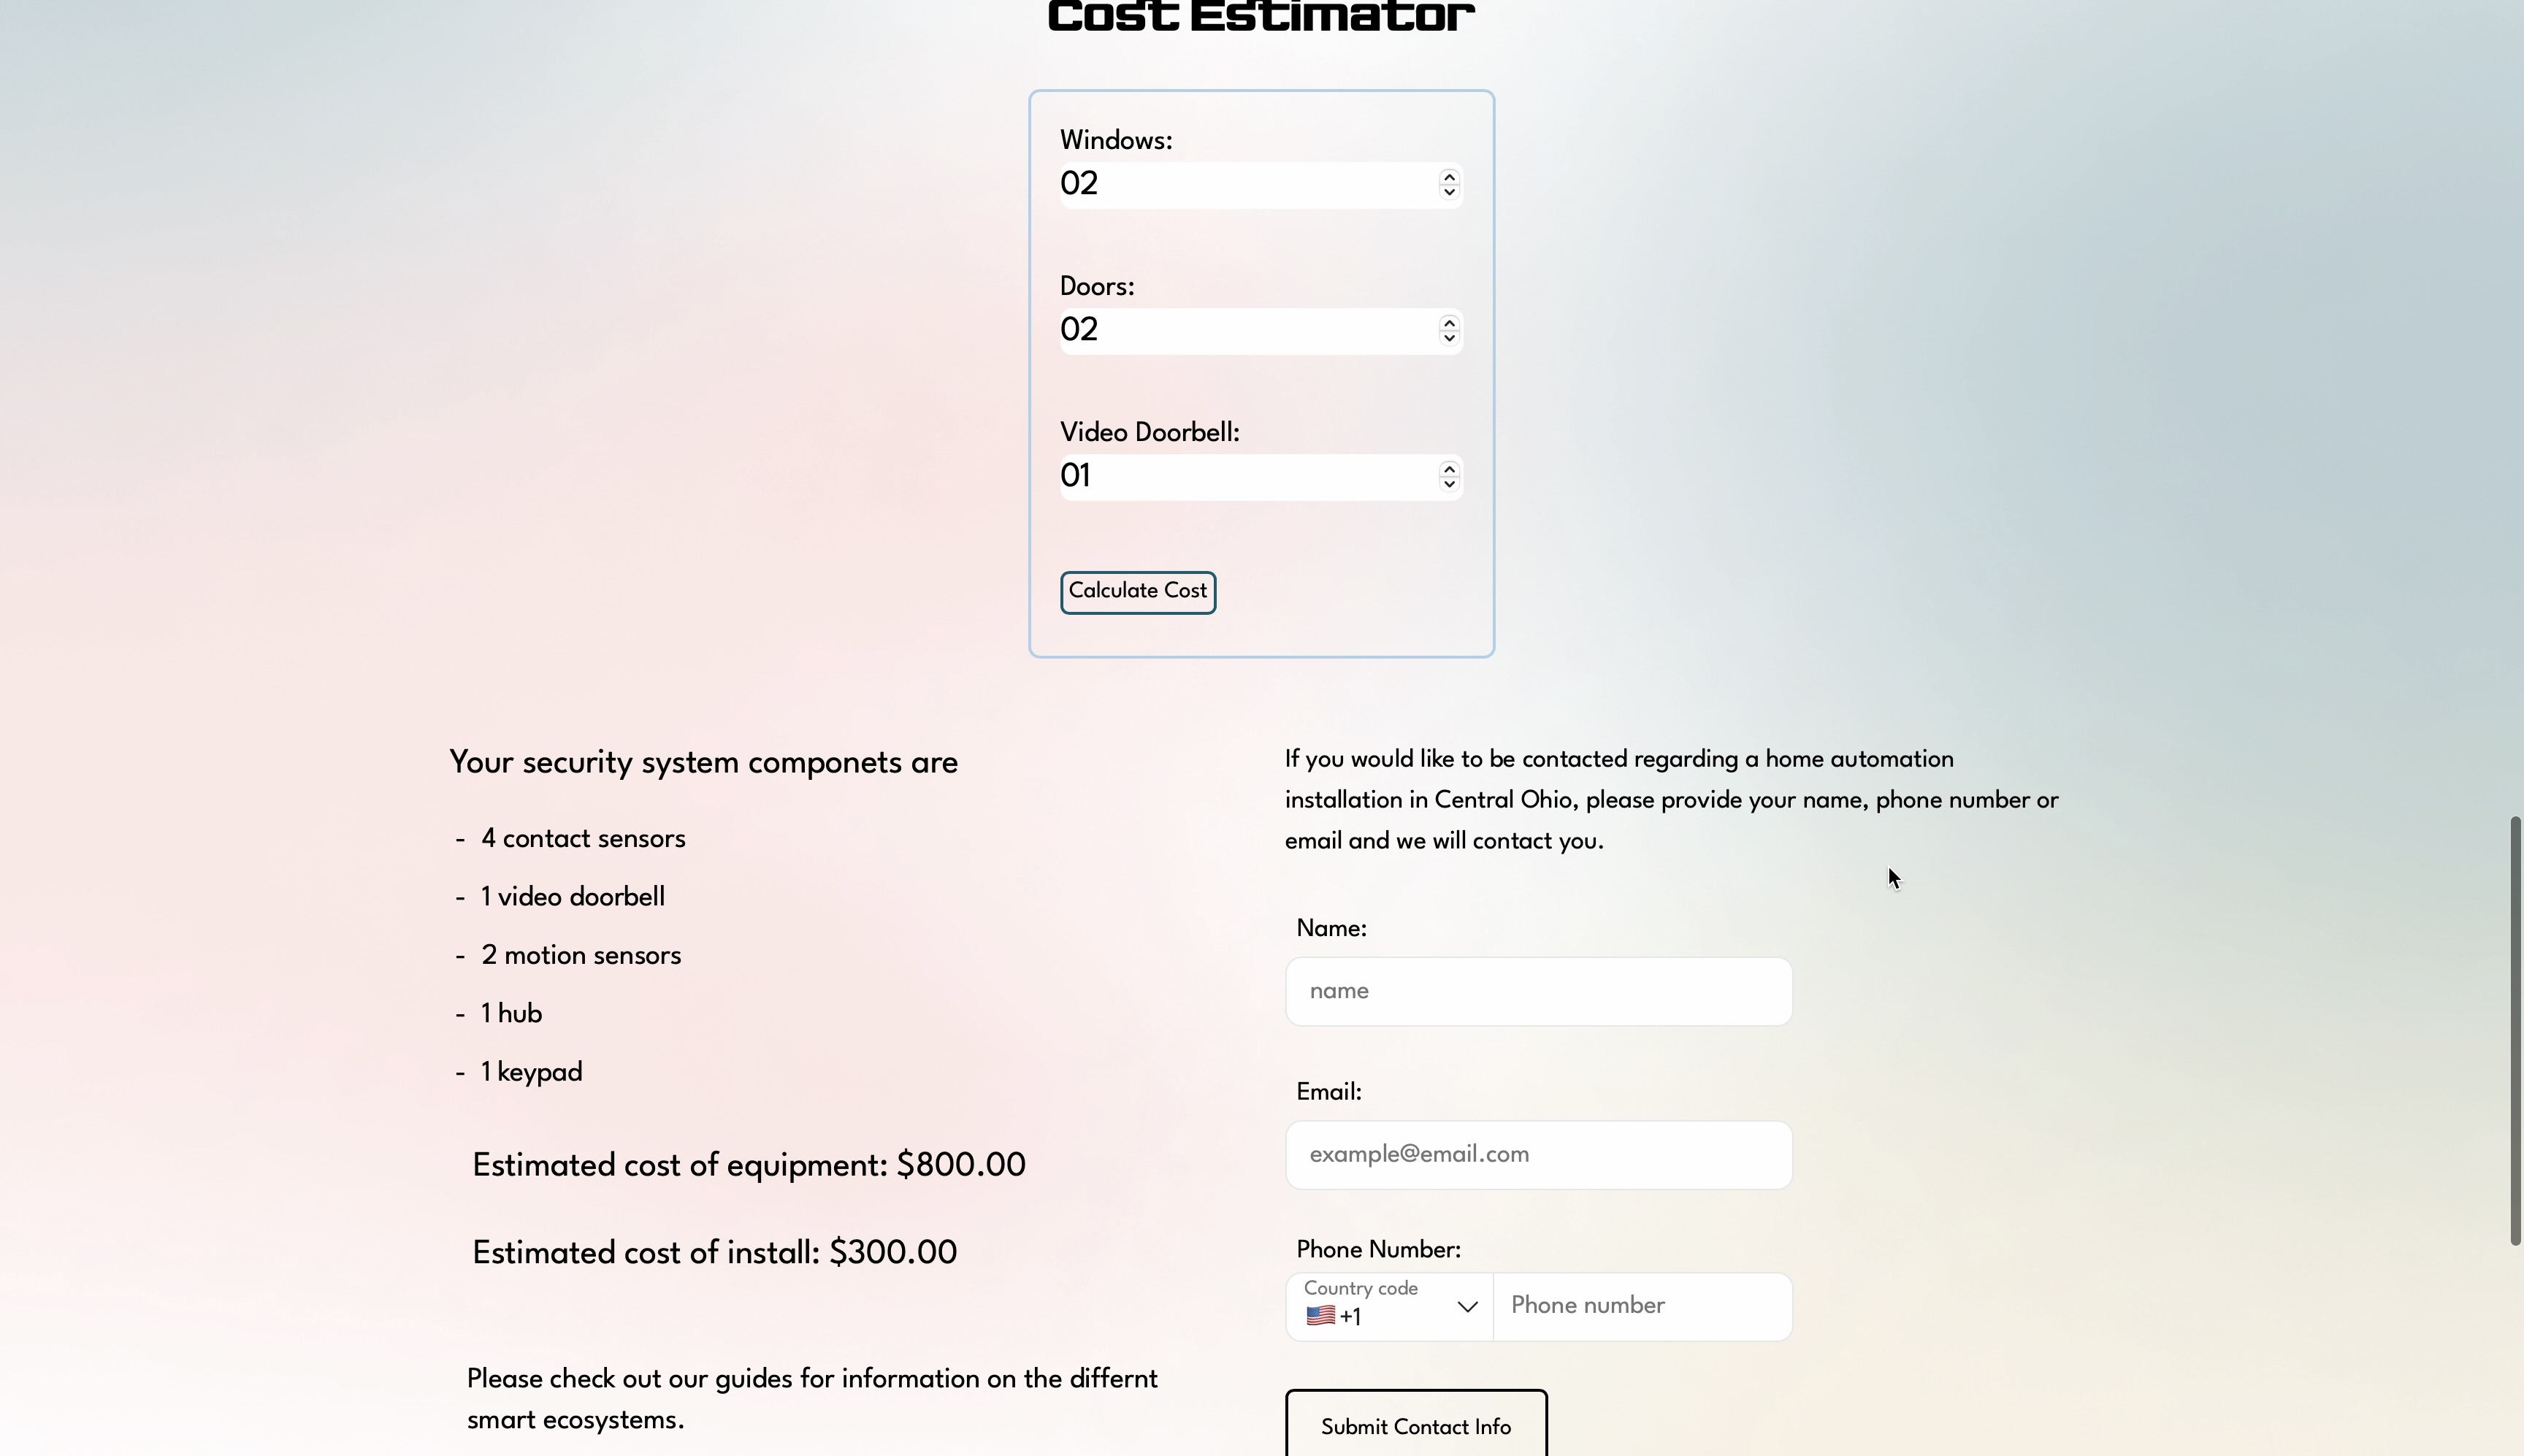 Cost Estimator
Windows:
02
Doors:
02
Video Doorbell:
01
Calculate Cost
Your security system componets are
- 4 contact sensors
- 1 video doorbell
- 2 motion sensors
- 1 hub
- 1 keypad
Estimated cost of equipment: $800.00
Estimated cost of install: $300.00
Please check out our guides for information on the differnt
smart ecosystems.
If you would like to be contacted regarding a home automation
installation in Central Ohio, please provide your name, phone number or
email and we will contact you.
Name:
name
Email:
example@email.com
Phone Number:
Country code
🇺🇸 +1
Phone number
Submit Contact Info